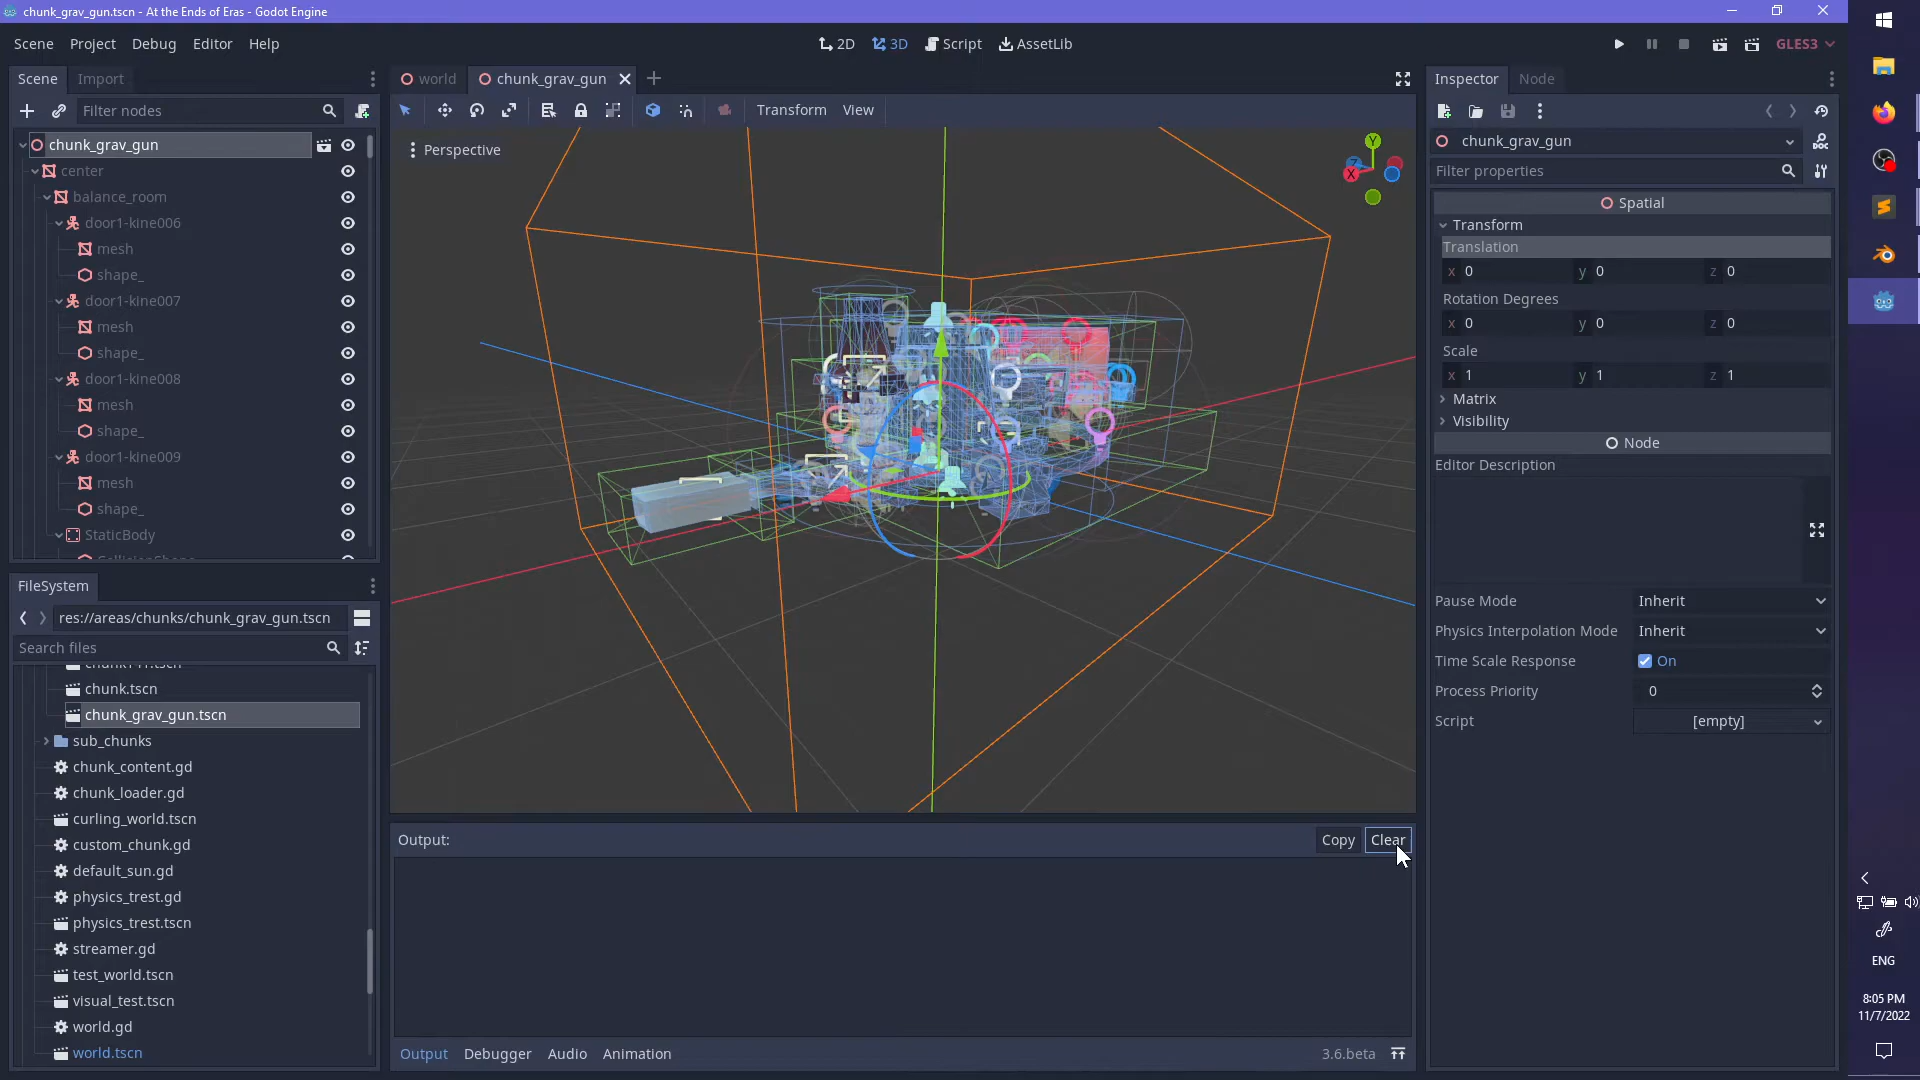 chunk_grav_gun.tscn - At the Ends of Eras - Godot Engine
Scene Project Debug Editor Help
2D 3D Script AssetLib
GLES3
Scene Import
world chunk_grav_gun
Inspector Node
Filter nodes
Transform View
chunk_grav_gun
center
balance_room
door1-kine006
mesh
shape_
door1-kine007
mesh
shape_
door1-kine008
mesh
shape_
door1-kine009
mesh
shape_
StaticBody
Perspective
Y
Z
X
chunk_grav_gun
Filter properties
Spatial
Transform
Translation
x 0 y 0 z 0
Rotation Degrees
x 0 y 0 z 0
Scale
x 1 y 1 z 1
Matrix
Visibility
Node
Editor Description
Pause Mode Inherit
Physics Interpolation Mode Inherit
Time Scale Response On
Process Priority 0
Script [empty]
FileSystem
res://areas/chunks/chunk_grav_gun.tscn
Search files
chunk.tscn
chunk_grav_gun.tscn
sub_chunks
chunk_content.gd
chunk_loader.gd
curling_world.tscn
custom_chunk.gd
default_sun.gd
physics_trest.gd
physics_trest.tscn
streamer.gd
test_world.tscn
visual_test.tscn
world.gd
world.tscn
Output:
Copy Clear
Output Debugger Audio Animation
3.6.beta
ENG
8:05 PM
11/7/2022